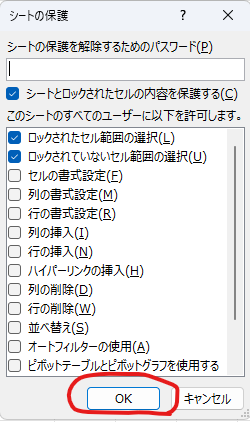 シートの保護
シートの保護を解除するためのパスワード(P)
シートとロックされたセルの内容を保護する(C)
このシートのすべてのユーザーに以下を許可します。
ロックされたセル範囲の選択(L)
ロックされていないセル範囲の選択(U)
セルの書式設定(F)
列の書式設定(M)
行の書式設定(R)
列の挿入(I)
行の挿入(N)
ハイパーリンクの挿入(H)
列の削除(D)
行の削除(W)
並べ替え(S)
オートフィルターの使用(A)
ピボットテーブルとピボットグラフを使用する
OK キャンセル